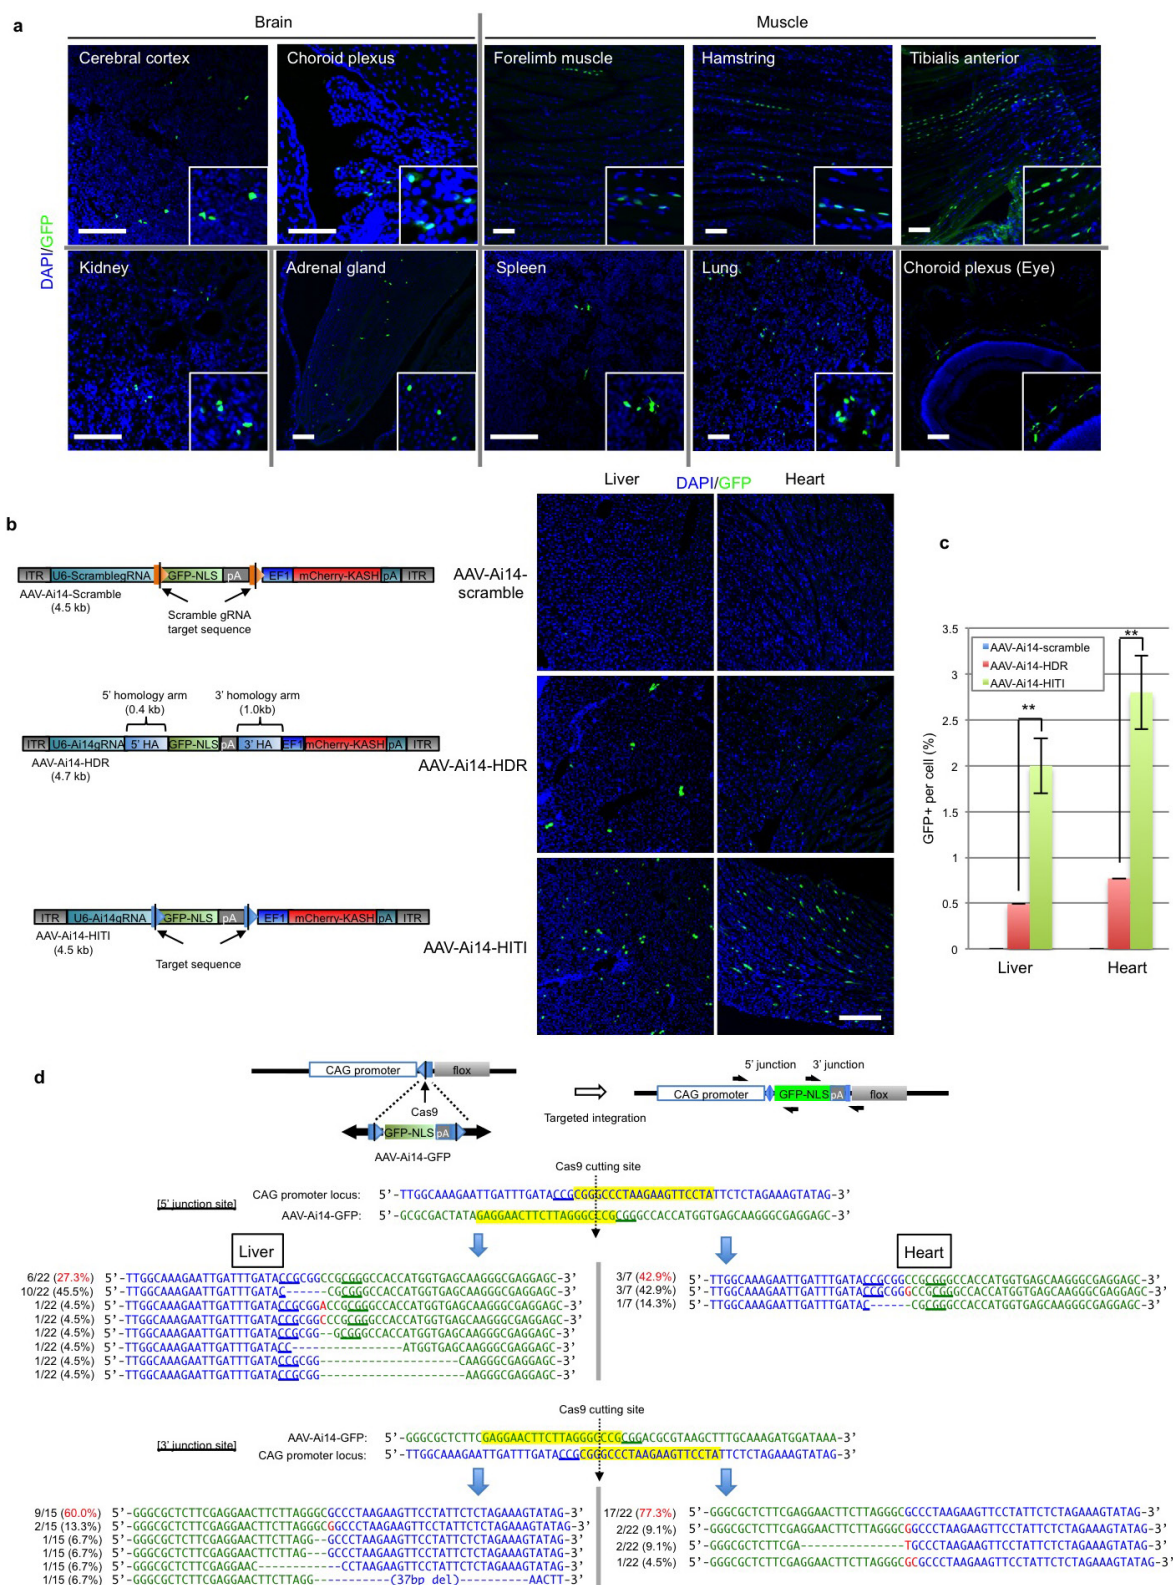 a
Brain
Muscle
Cerebral cortex
Choroid plexus
Forelimb muscle
Hamstring
Tibialis anterior
DAPI/GFP
Kidney
Adrenal gland
Spleen
Lung
Choroid plexus (Eye)
b
Liver
DAPI/GFP
Heart
ITR U6-ScramblegRNA GFP-NLS pA EF1 mCherry-KASH pA ITR
AAV-Ai14-Scramble
(4.5 kb)
Scramble gRNA
target sequence
AAV-Ai14-
scramble
5' homology arm
(0.4 kb)
3' homology arm
(1.0kb)
ITR U6-Ai14gRNA 5' HA GFP-NLS pA 3' HA EF1 mCherry-KASH pA ITR
AAV-Ai14-HDR
(4.7 kb)
AAV-Ai14-HDR
ITR U6-Ai14gRNA GFP-NLS pA EF1 mCherry-KASH pA ITR
AAV-Ai14-HITI
(4.5 kb)
Target sequence
AAV-Ai14-HITI
c
GFP+ per cell (%)
3.5
3
2.5
2
1.5
1
0.5
0
AAV-Ai14-scramble
AAV-Ai14-HDR
AAV-Ai14-HITI
**
**
Liver
Heart
d
CAG promoter
flox
Cas9
GFP-NLS pA
AAV-Ai14-GFP
Targeted integration
5' junction
3' junction
CAG promoter GFP-NLS pA flox
Cas9 cutting site
[5' junction site]
CAG promoter locus: 5'-TTGGCAAAGAATTGATTTGATACCGCGGGCCCTAAGAAGTTCCTATTCTCTAGAAAGTATAG-3'
AAV-Ai14-GFP: 5'-GCGCGACTATAGAGGAACTTCTTAGGGCCCGCGGGCCACCATGGTGAGCAAGGGCGAGGAGC-3'
Liver
6/22 (27.3%) 5'-TTGGCAAAGAATTGATTTGATACCGCGGCCGCGGGCCACCATGGTGAGCAAGGGCGAGGAGC-3'
10/22 (45.5%) 5'-TTGGCAAAGAATTGATTTGATAC------CGCGGGCCACCATGGTGAGCAAGGGCGAGGAGC-3'
1/22 (4.5%) 5'-TTGGCAAAGAATTGATTTGATACCGCGGACCGCGGGCCACCATGGTGAGCAAGGGCGAGGAGC-3'
1/22 (4.5%) 5'-TTGGCAAAGAATTGATTTGATACCGCGGCCCGCGGGCCACCATGGTGAGCAAGGGCGAGGAGC-3'
1/22 (4.5%) 5'-TTGGCAAAGAATTGATTTGATACCGCGG--GCGGGCCACCATGGTGAGCAAGGGCGAGGAGC-3'
1/22 (4.5%) 5'-TTGGCAAAGAATTGATTTGATACC----------------ATGGTGAGCAAGGGCGAGGAGC-3'
1/22 (4.5%) 5'-TTGGCAAAGAATTGATTTGATACCGCGG--------------------CAAGGGCGAGGAGC-3'
1/22 (4.5%) 5'-TTGGCAAAGAATTGATTTGATACCGCGG---------------------AAGGGCGAGGAGC-3'
Heart
3/7 (42.9%) 5'-TTGGCAAAGAATTGATTTGATACCGCGGCCGCGGGCCACCATGGTGAGCAAGGGCGAGGAGC-3'
3/7 (42.9%) 5'-TTGGCAAAGAATTGATTTGATACCGCGGGCCGCGGGCCACCATGGTGAGCAAGGGCGAGGAGC-3'
1/7 (14.3%) 5'-TTGGCAAAGAATTGATTTGATAC------CGCGGGCCACCATGGTGAGCAAGGGCGAGGAGC-3'
Cas9 cutting site
[3' junction site]
AAV-Ai14-GFP: 5'-GGGCGCTCTTCGAGGAACTTCTTAGGGCCCGCGGACGCGTAAGCTTTGCAAAGATGGATAAA-3'
CAG promoter locus: 5'-TTGGCAAAGAATTGATTTGATACCGCGGGCCCTAAGAAGTTCCTATTCTCTAGAAAGTATAG-3'
9/15 (60.0%) 5'-GGGCGCTCTTCGAGGAACTTCTTAGGGCGCCCTAAGAAGTTCCTATTCTCTAGAAAGTATAG-3'
2/15 (13.3%) 5'-GGGCGCTCTTCGAGGAACTTCTTAGGGCGGCCCTAAGAAGTTCCTATTCTCTAGAAAGTATAG-3'
1/15 (6.7%) 5'-GGGCGCTCTTCGAGGAACTTCTTAGG--GCCCTAAGAAGTTCCTATTCTCTAGAAAGTATAG-3'
1/15 (6.7%) 5'-GGGCGCTCTTCGAGGAACTTCTTAG---GCCCTAAGAAGTTCCTATTCTCTAGAAAGTATAG-3'
1/15 (6.7%) 5'-GGGCGCTCTTCGAGGAAC------------CCTAAGAAGTTCCTATTCTCTAGAAAGTATAG-3'
1/15 (6.7%) 5'-GGGCGCTCTTCGAGGAACTTCTTAGG-----------(37bp del)----------AACTT-3'
17/22 (77.3%) 5'-GGGCGCTCTTCGAGGAACTTCTTAGGGCGCCCTAAGAAGTTCCTATTCTCTAGAAAGTATAG-3'
2/22 (9.1%) 5'-GGGCGCTCTTCGAGGAACTTCTTAGGGCGGCCCTAAGAAGTTCCTATTCTCTAGAAAGTATAG-3'
2/22 (9.1%) 5'-GGGCGCTCTTCGA---------------TGCCCTAAGAAGTTCCTATTCTCTAGAAAGTATAG-3'
1/22 (4.5%) 5'-GGGCGCTCTTCGAGGAACTTCTTAGGGCGCGCCCTAAGAAGTTCCTATTCTCTAGAAAGTATAG-3'